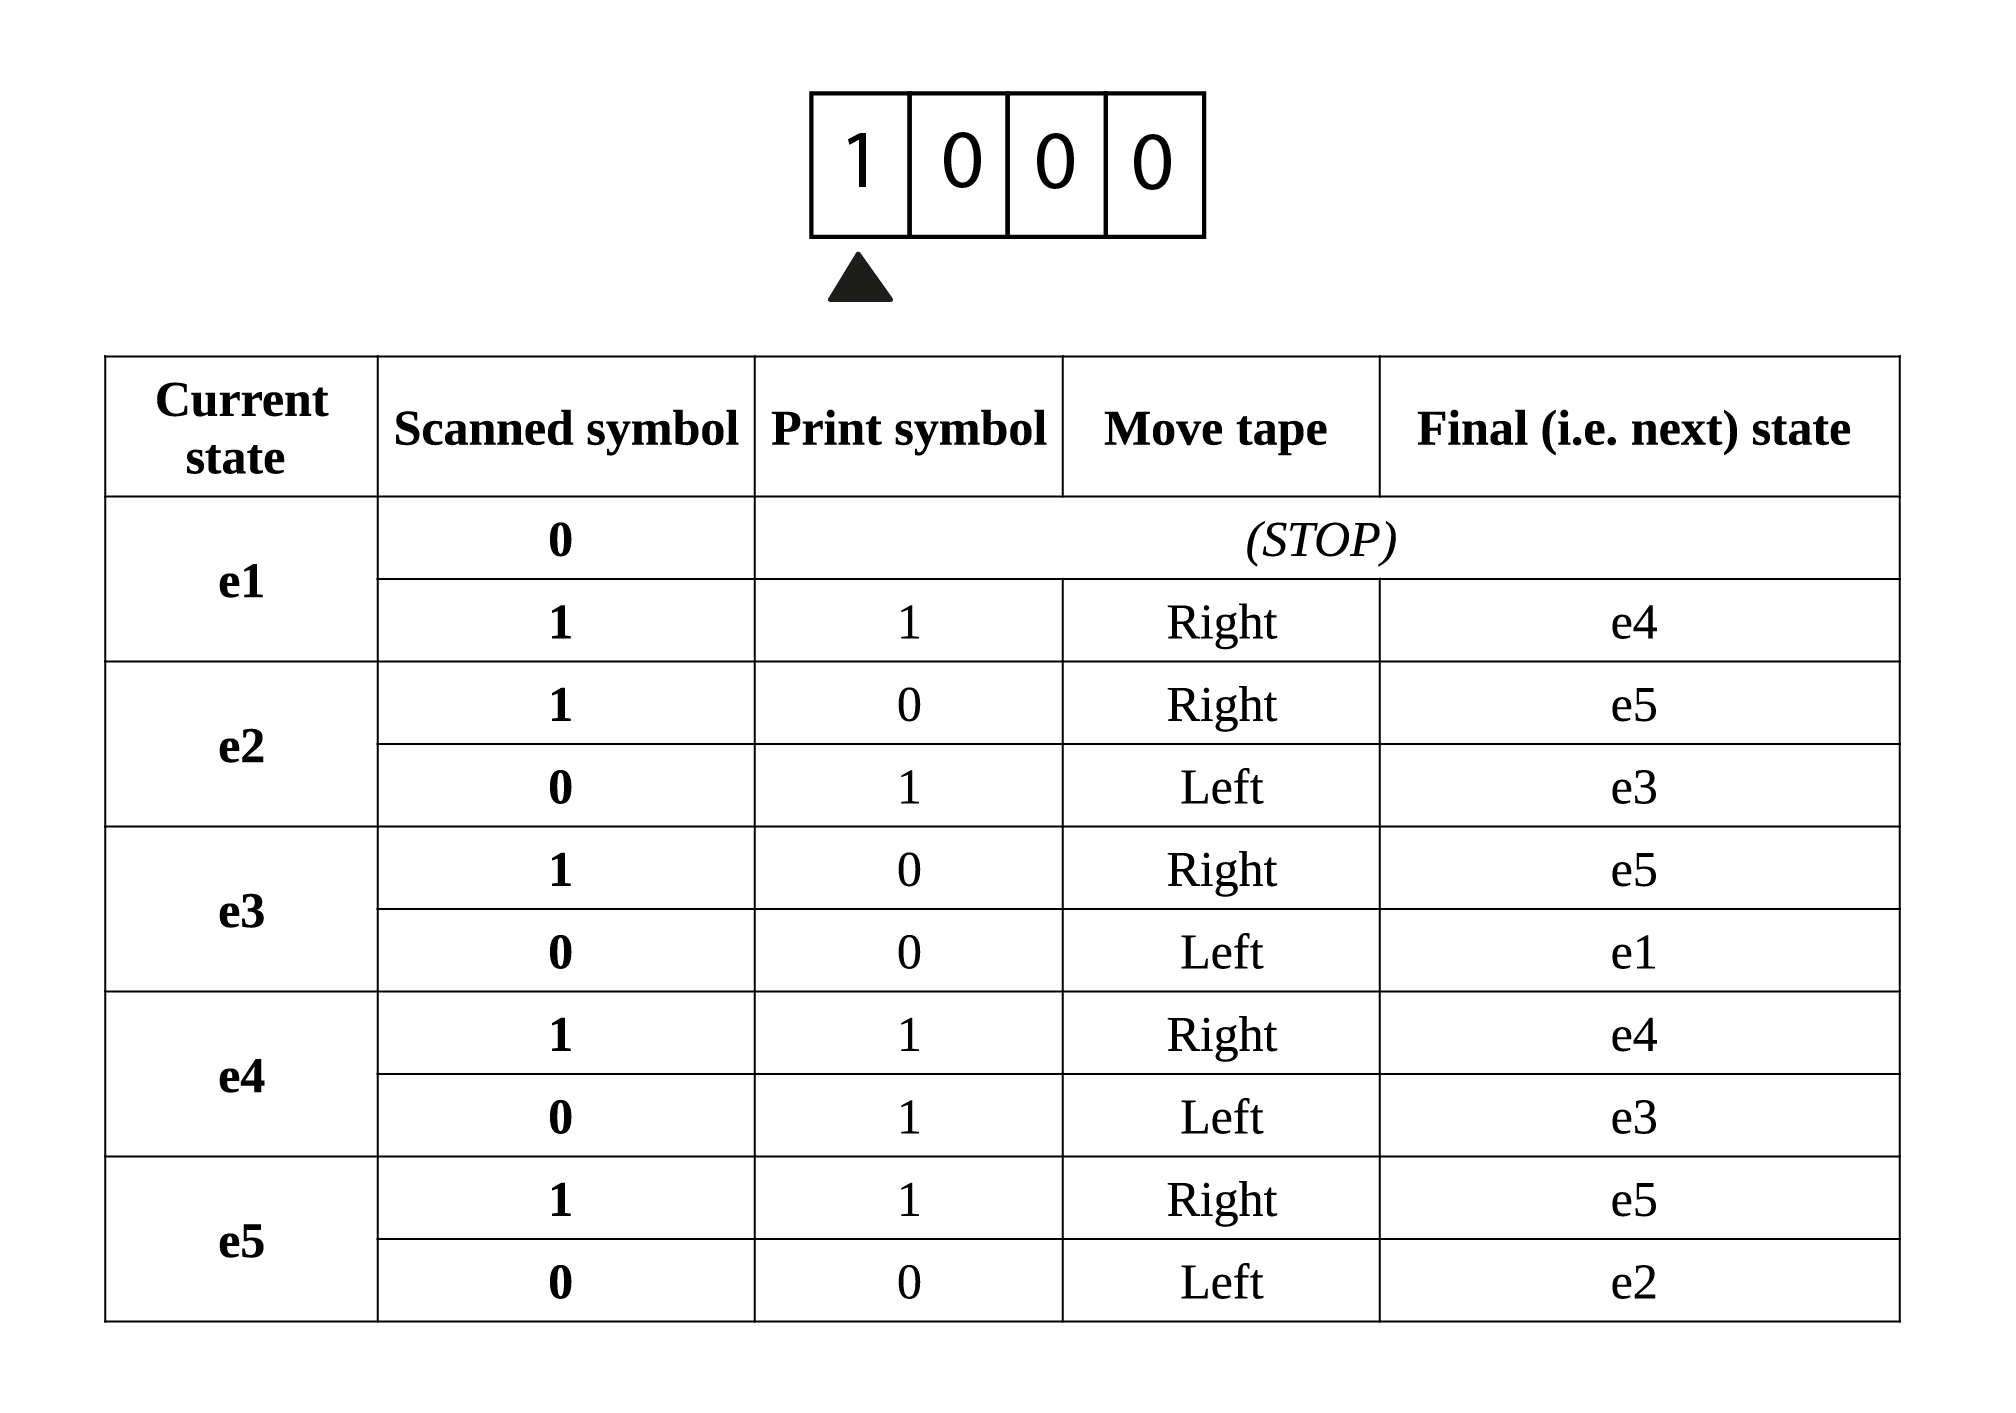 1 0 0 0
Current state Scanned symbol Print symbol Move tape Final (i.e. next) state
e1 0 (STOP)
1 1 Right e4
e2 1 0 Right e5
0 1 Left e3
e3 1 0 Right e5
0 0 Left e1
e4 1 1 Right e4
0 1 Left e3
e5 1 1 Right e5
0 0 Left e2